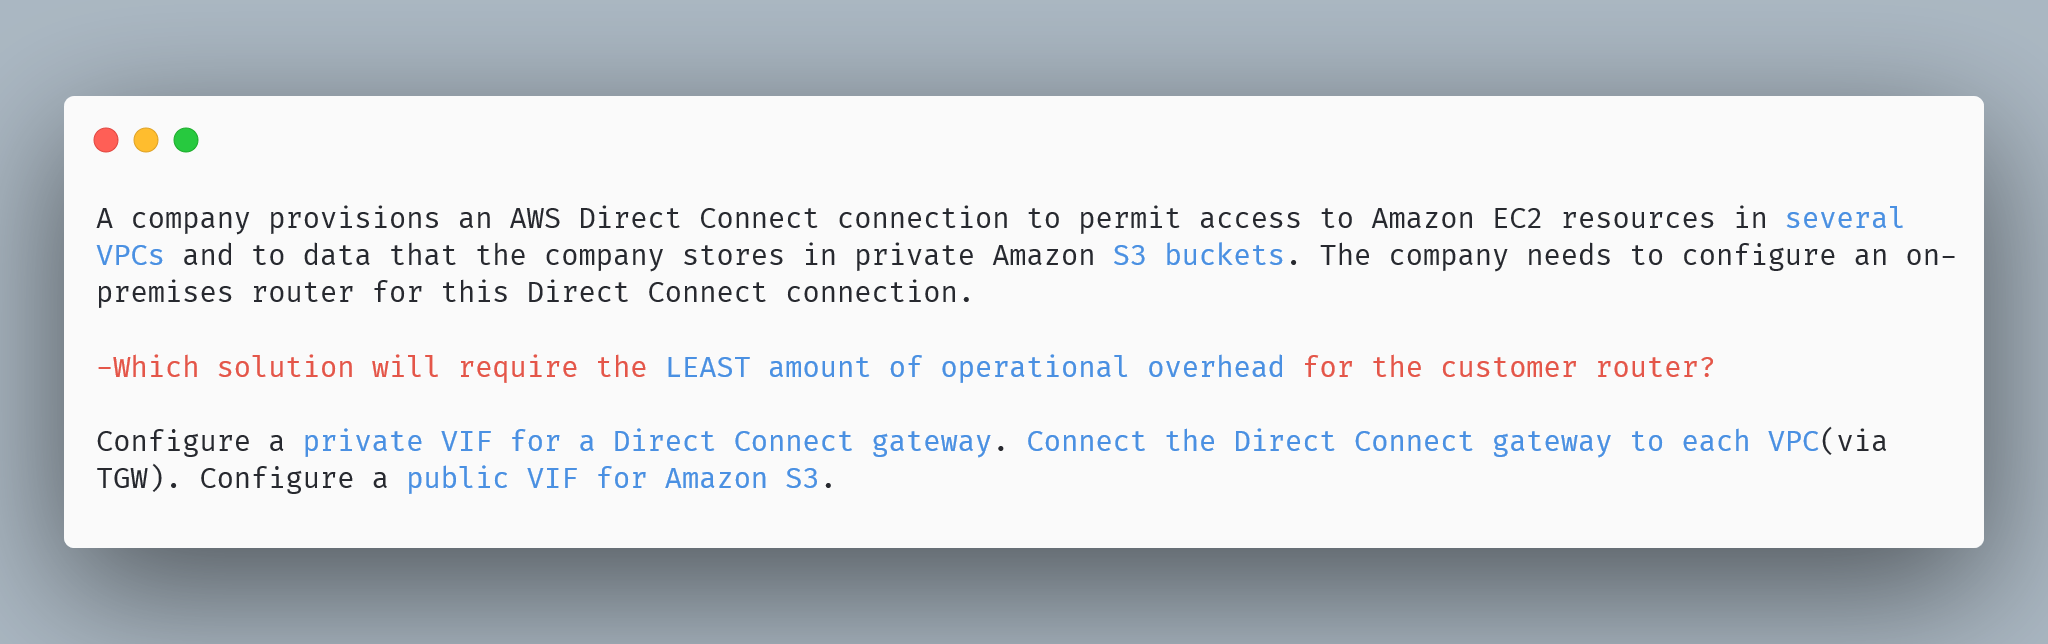 A company provisions an AWS Direct Connect connection to permit access to Amazon EC2 resources in several
VPCs and to data that the company stores in private Amazon S3 buckets. The company needs to configure an on-
premises router for this Direct Connect connection.
-Which solution will require the LEAST amount of operational overhead for the customer router?
Configure a private VIF for a Direct Connect gateway. Connect the Direct Connect gateway to each VPC(via
TGW). Configure a public VIF for Amazon S3.